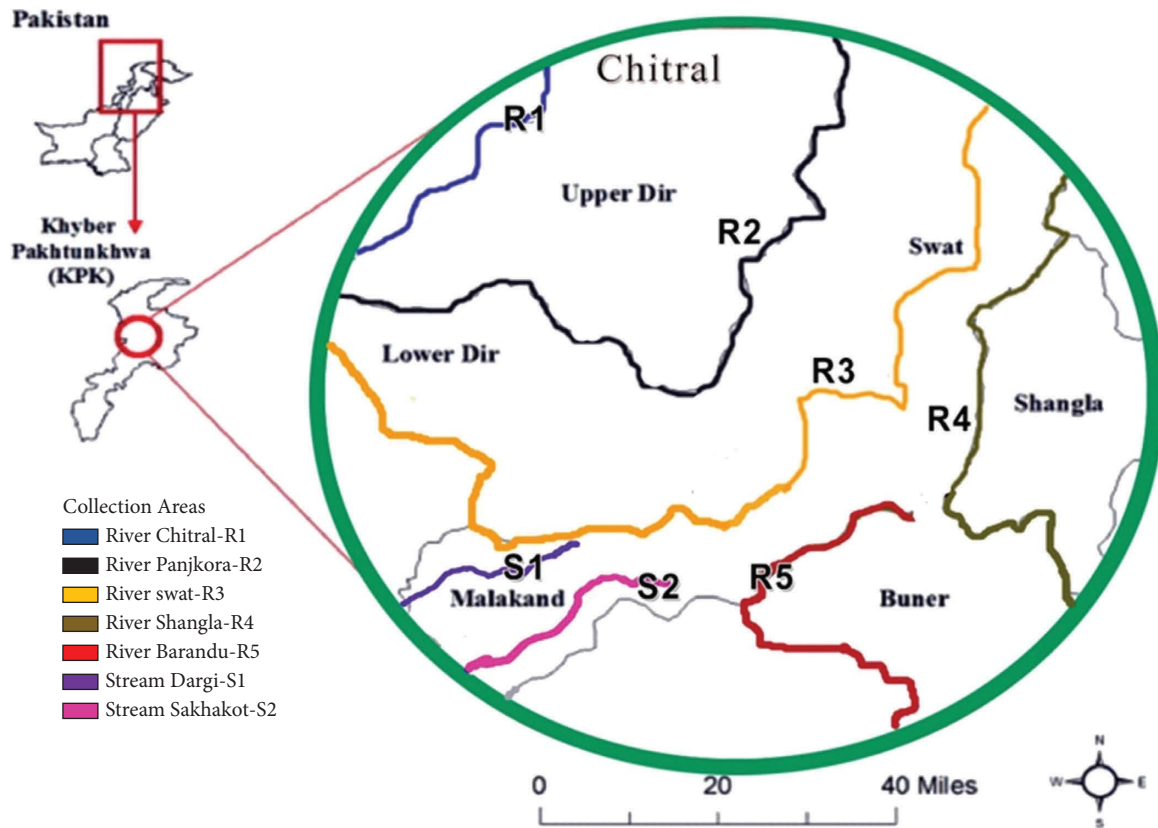 Pakistan
Khyber
Pakhtunkhwa
(KPK)
Chitral
R1
Upper Dir
R2
Swat
Lower Dir
R3
R4
Shangla
S1
Malakand
S2
R5
Buner
Collection Areas
River Chitral-R1
River Panjkora-R2
River swat-R3
River Shangla-R4
River Barandu-R5
Stream Dargi-S1
Stream Sakhakot-S2
0 20 40 Miles
N
W E
S